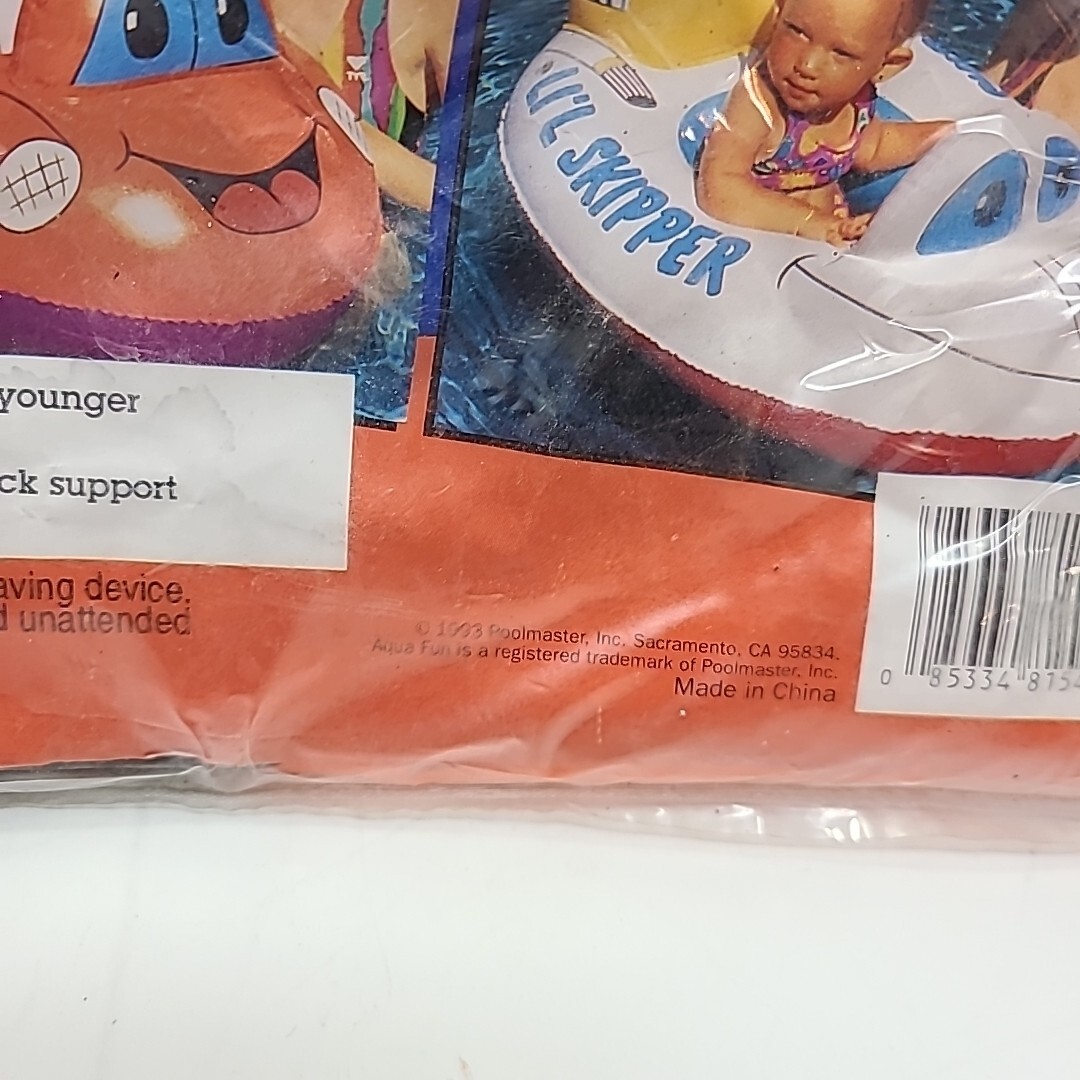 LI'L SKIPPER
younger
ck support
aving device.
d unattended
© 1993 Poolmaster, Inc. Sacramento, CA 95834.
Aqua Fun is a registered trademark of Poolmaster, Inc.
Made in China
0 85334 8154